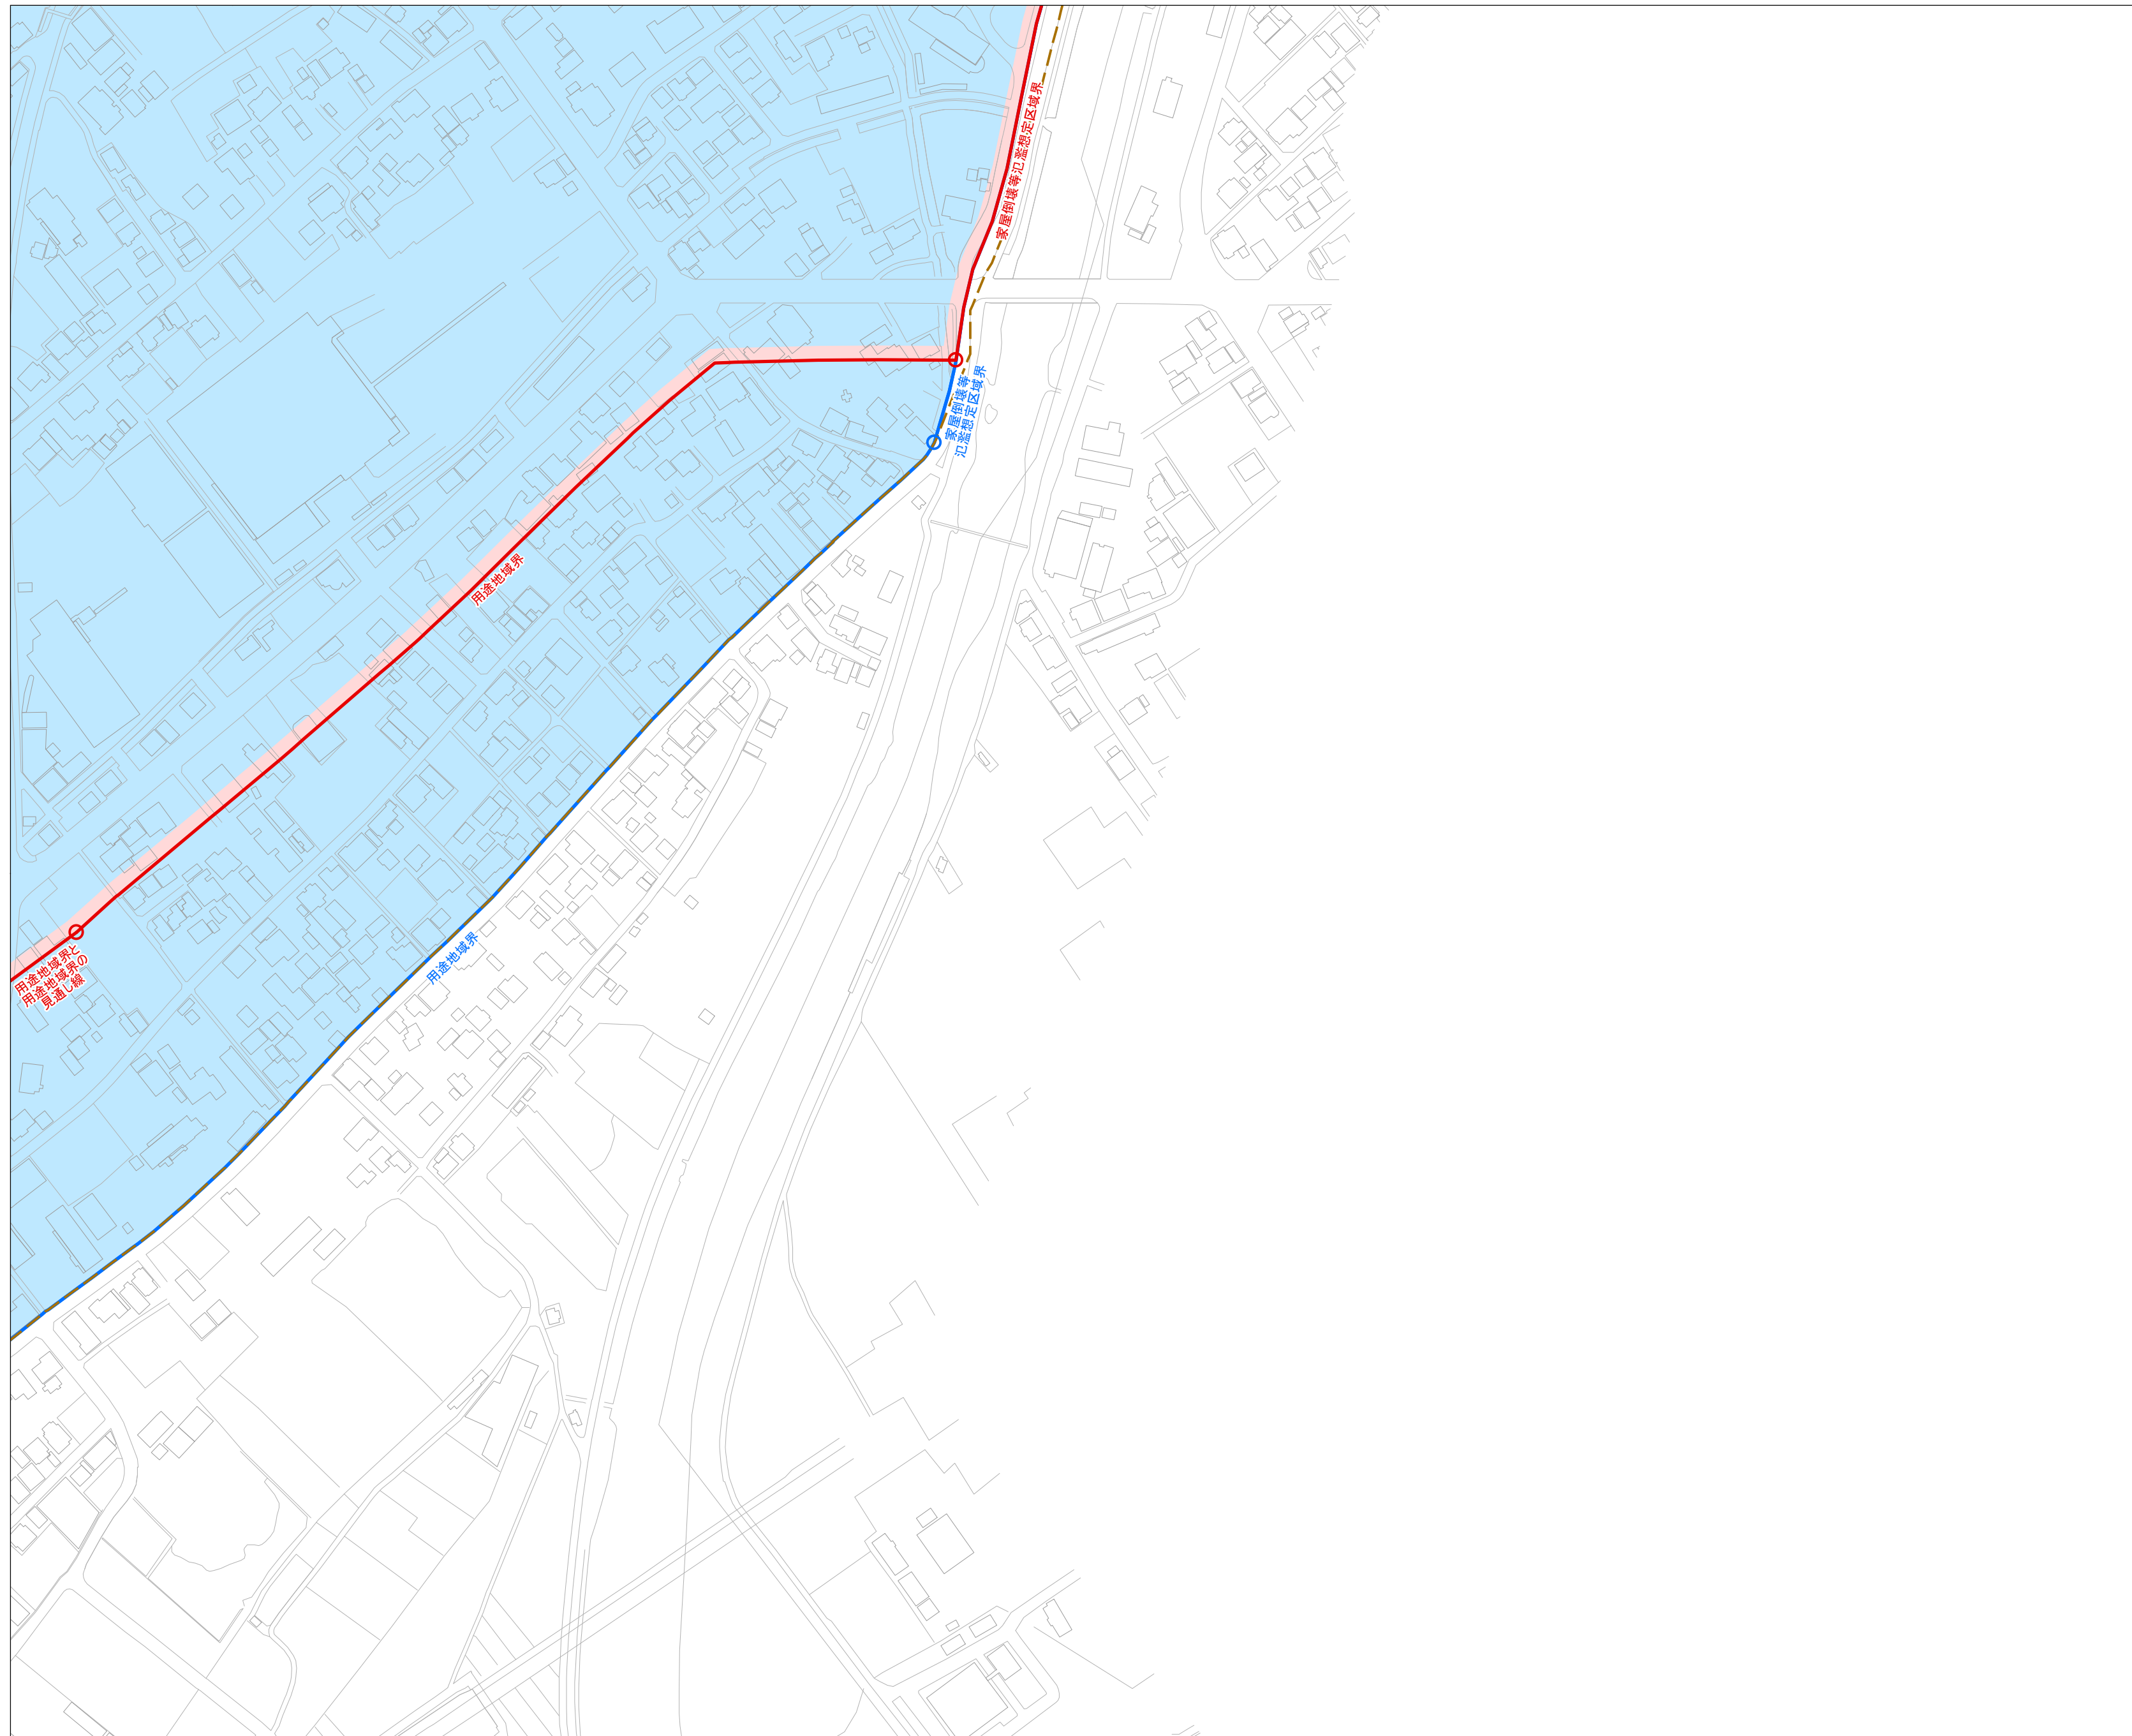 家屋倒壊等氾濫想定区域界
家屋倒壊等
氾濫想定区域界
用途地域界
用途地域界
用途地域界と
用途地域界の
見通し線